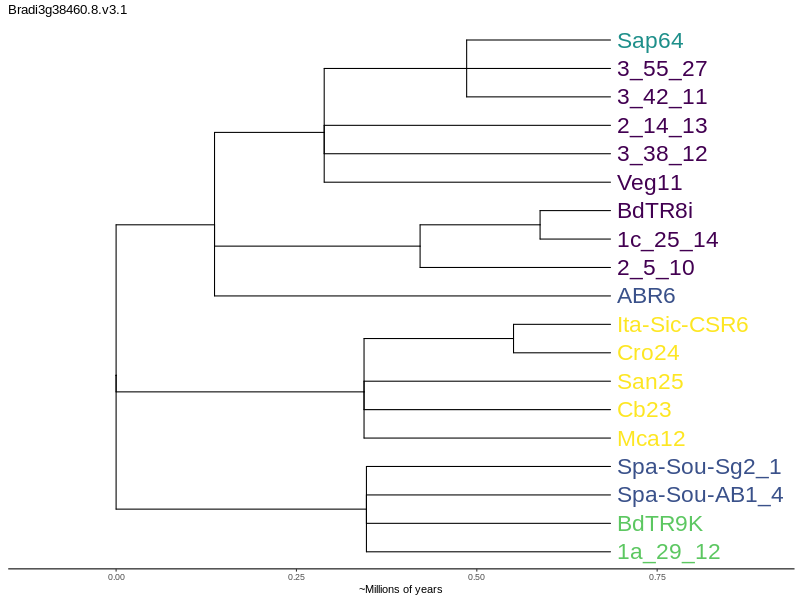 Bradi3g38460.8.v3.1
Sap64
3_55_27
3_42_11
2_14_13
3_38_12
Veg11
BdTR8i
1c_25_14
2_5_10
ABR6
Ita-Sic-CSR6
Cro24
San25
Cb23
Mca12
Spa-Sou-Sg2_1
Spa-Sou-AB1_4
BdTR9K
1a_29_12
0.00 0.25 0.50 0.75
~Millions of years